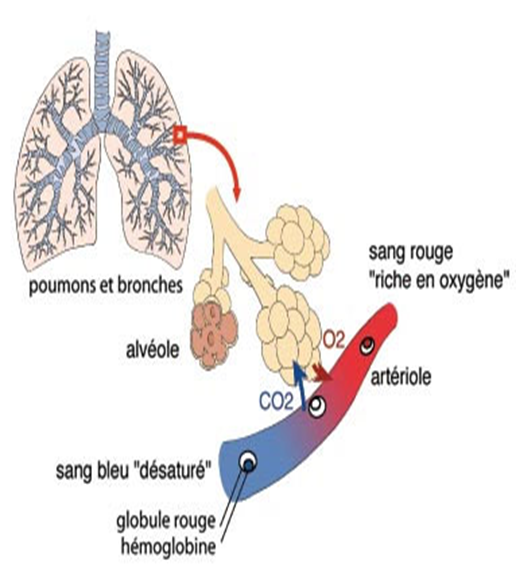 poumons et bronches
sang rouge
"riche en oxygène"
alvéole
O2
artériole
CO2
sang bleu "désaturé"
globule rouge
hémoglobine